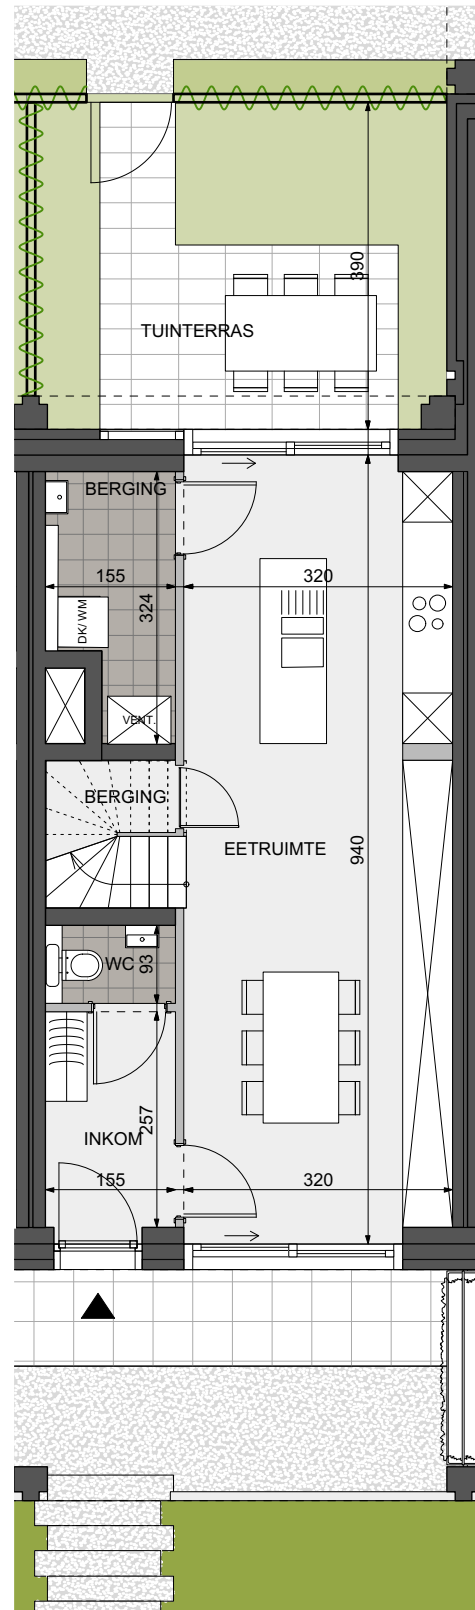 390
TUINTERRAS
BERGING
155
320
324
DK/ WM
VENT.
BERGING
EETRUIMTE
940
WC
93
257
INKOM
155
320